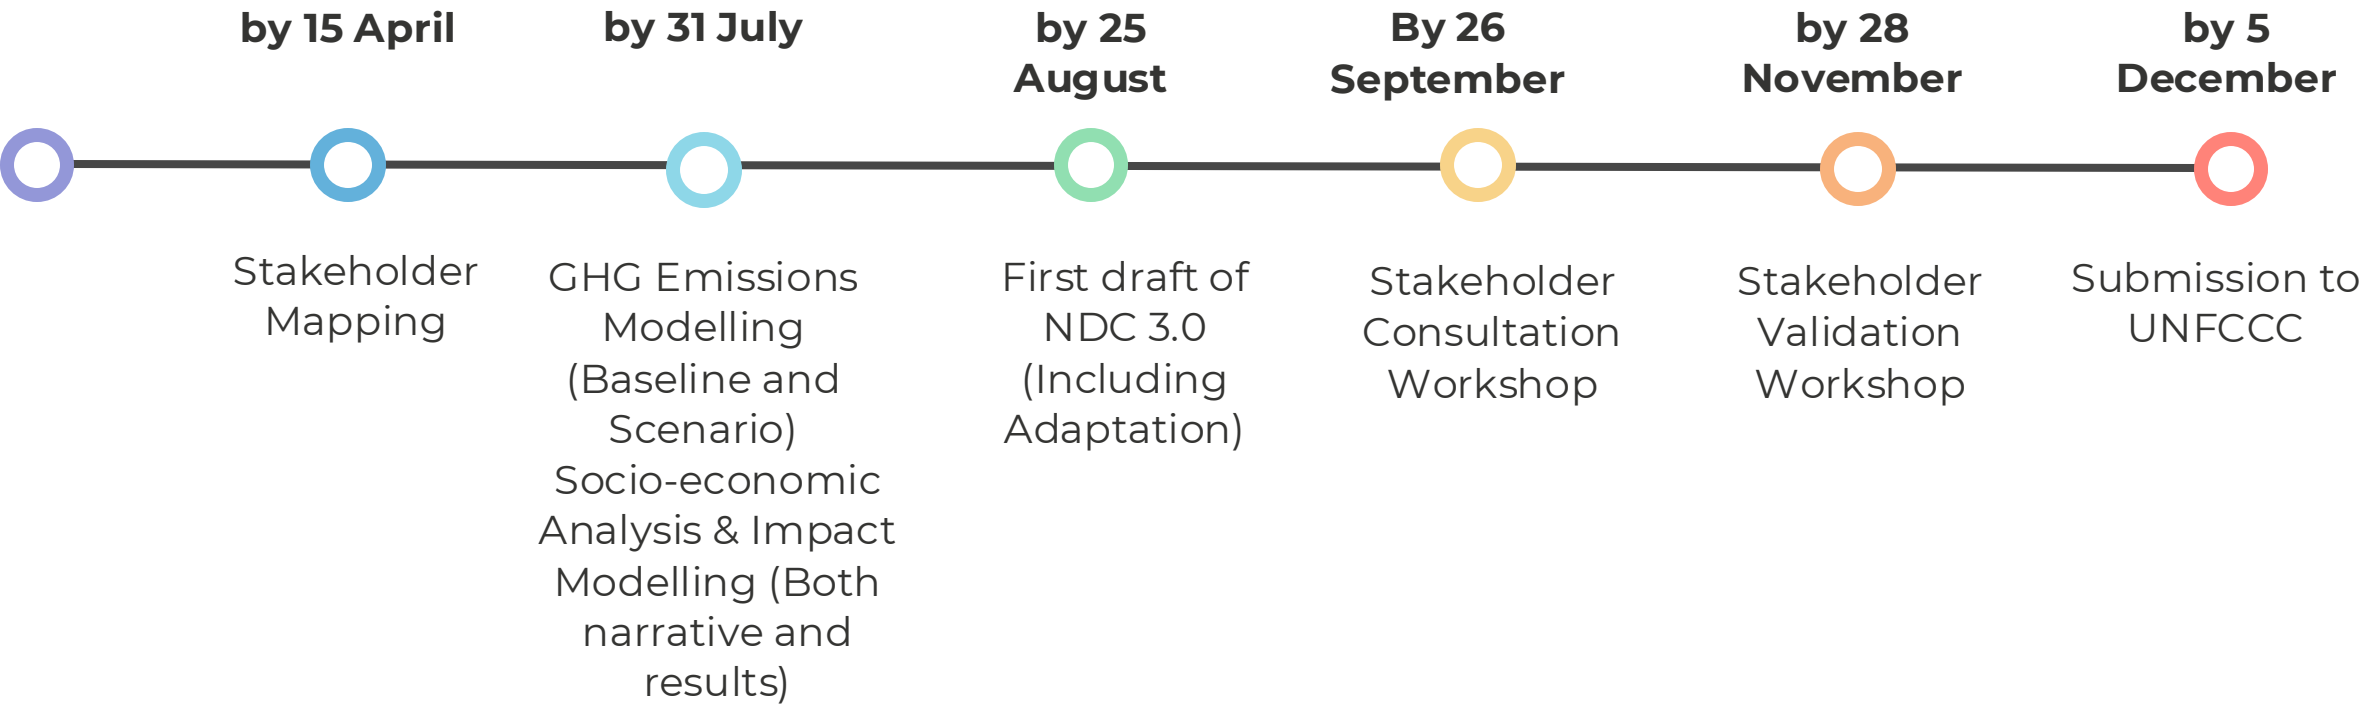 by 15 April
Stakeholder
Mapping
by 31 July
GHG Emissions
Modelling
(Baseline and
Scenario)
Socio-economic
Analysis & Impact
Modelling (Both
narrative and
results)
by 25
August
First draft of
NDC 3.0
(Including
Adaptation)
By 26
September
Stakeholder
Consultation
Workshop
by 28
November
Stakeholder
Validation
Workshop
by 5
December
Submission to
UNFCCC